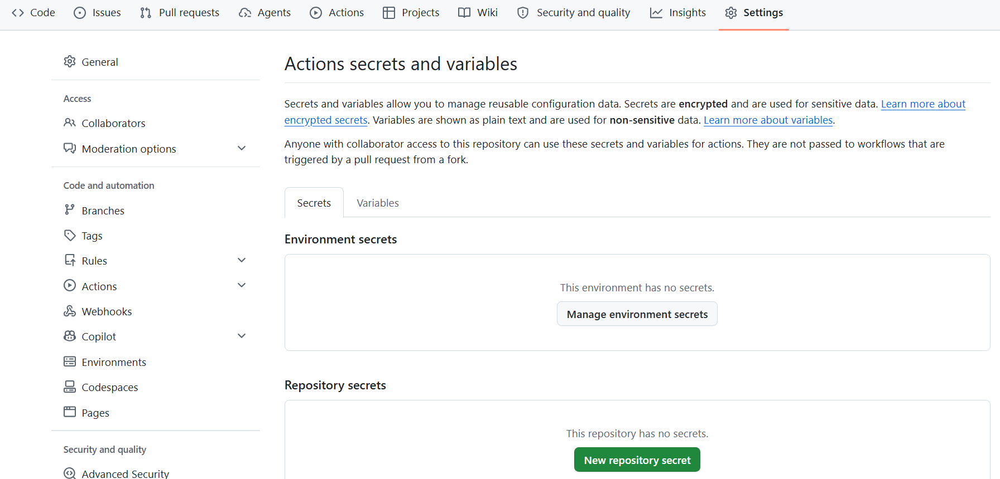 Code Issues Pull requests Agents Actions Projects Wiki Security and quality Insights Settings
General
Access
Collaborators
Moderation options
Code and automation
Branches
Tags
Rules
Actions
Webhooks
Copilot
Environments
Codespaces
Pages
Security and quality
Advanced Security
Actions secrets and variables
Secrets and variables allow you to manage reusable configuration data. Secrets are encrypted and are used for sensitive data. Learn more about
encrypted secrets. Variables are shown as plain text and are used for non-sensitive data. Learn more about variables.
Anyone with collaborator access to this repository can use these secrets and variables for actions. They are not passed to workflows that are
triggered by a pull request from a fork.
Secrets Variables
Environment secrets
This environment has no secrets.
Manage environment secrets
Repository secrets
This repository has no secrets.
New repository secret